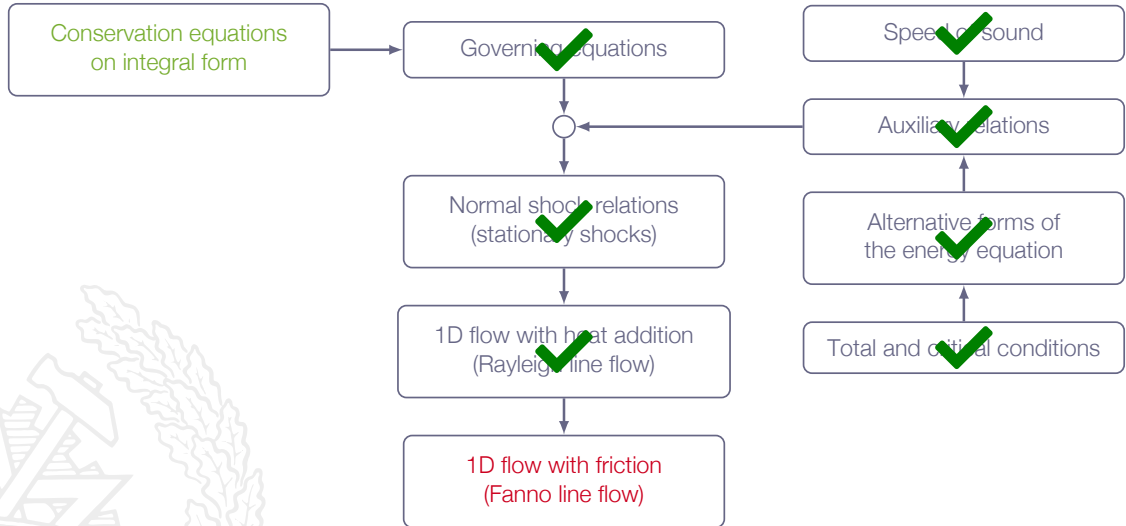 Conservation equations
on integral form
Governing equations
Speed of sound
Auxiliary relations
Normal shock relations
(stationary shocks)
Alternative forms of
the energy equation
1D flow with heat addition
(Rayleigh line flow)
Total and critical conditions
1D flow with friction
(Fanno line flow)